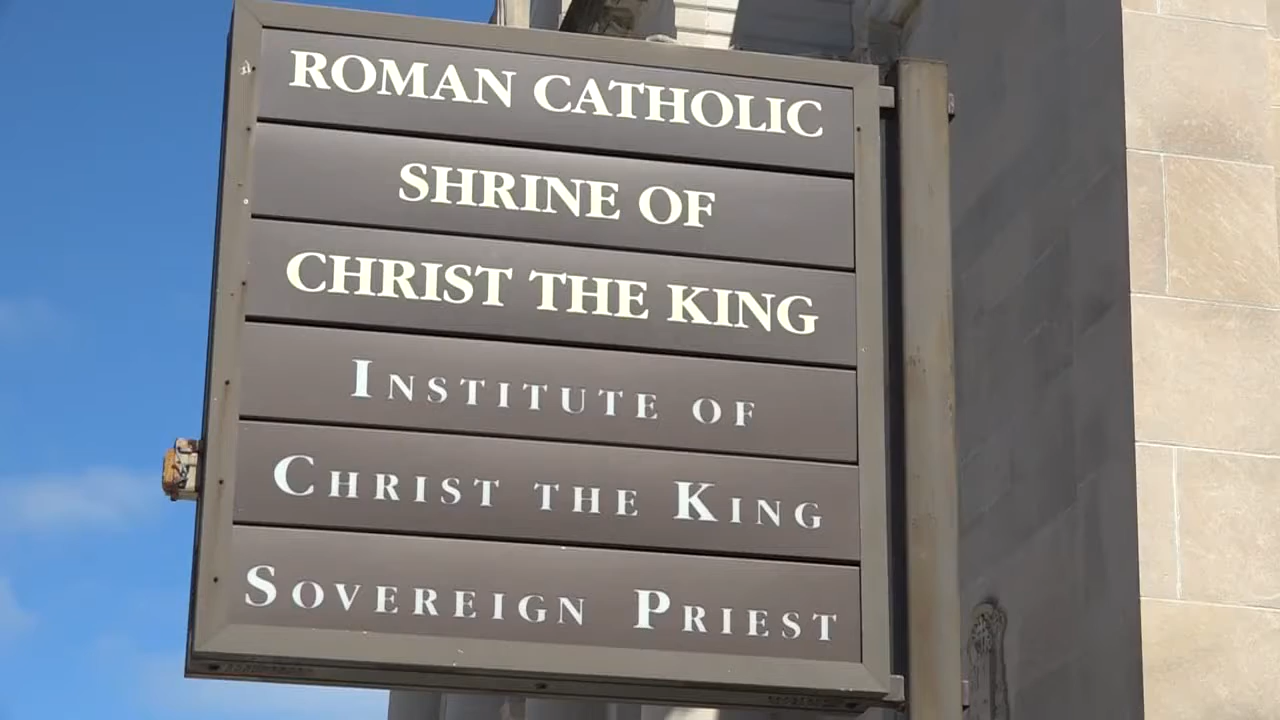 ROMAN CATHOLIC
SHRINE OF
CHRIST THE KING
INSTITUTE OF
CHRIST THE KING
SOVEREIGN PRIEST